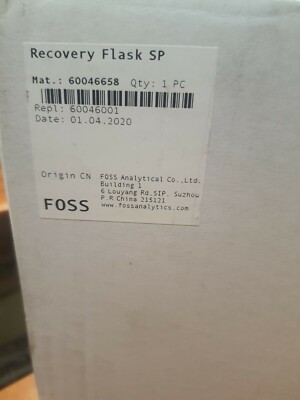 Recovery Flask SP
Mat.: 60046658 Qty: 1 PC
Repl: 60046001
Date: 01.04.2020
Origin CN FOSS Analytical Co.,Ltd.
Building 1
6 Louyang Rd.SIP, Suzhou
P.R China 215121
FOSS www.fossanalytics.com